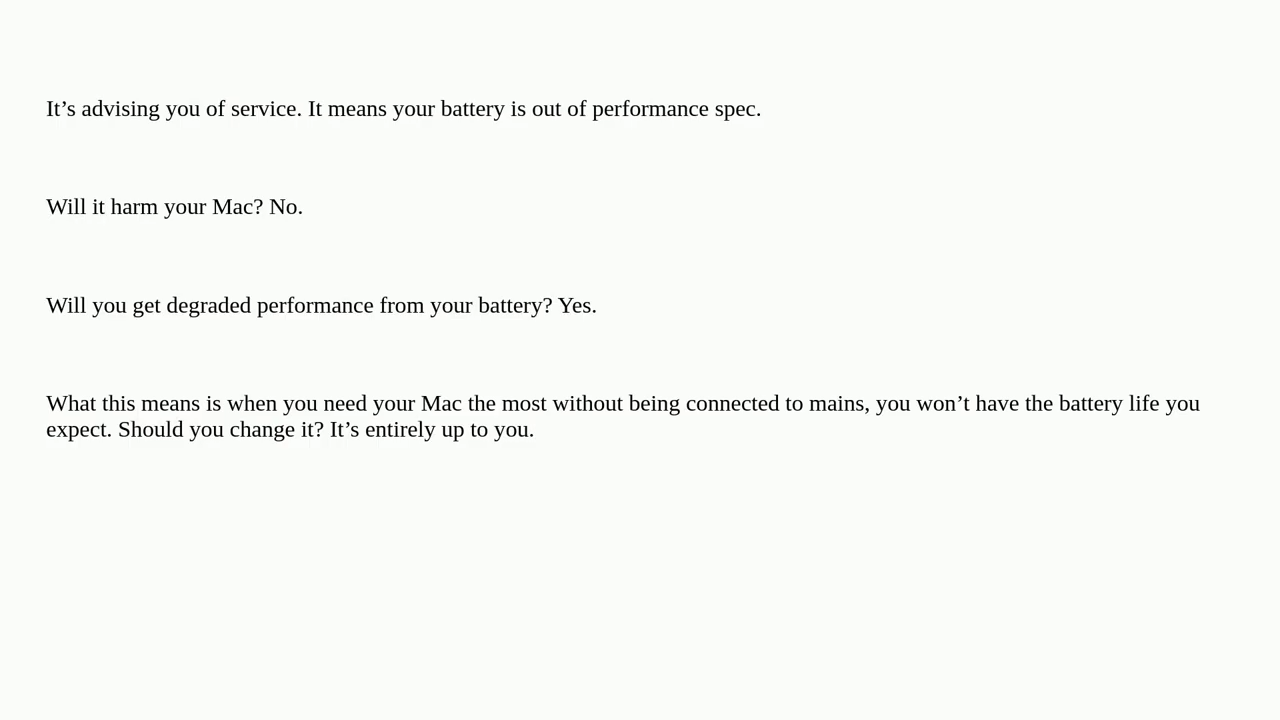 It’s advising you of service. It means your battery is out of performance spec.
Will it harm your Mac? No.
Will you get degraded performance from your battery? Yes.
What this means is when you need your Mac the most without being connected to mains, you won’t have the battery life you
expect. Should you change it? It’s entirely up to you.